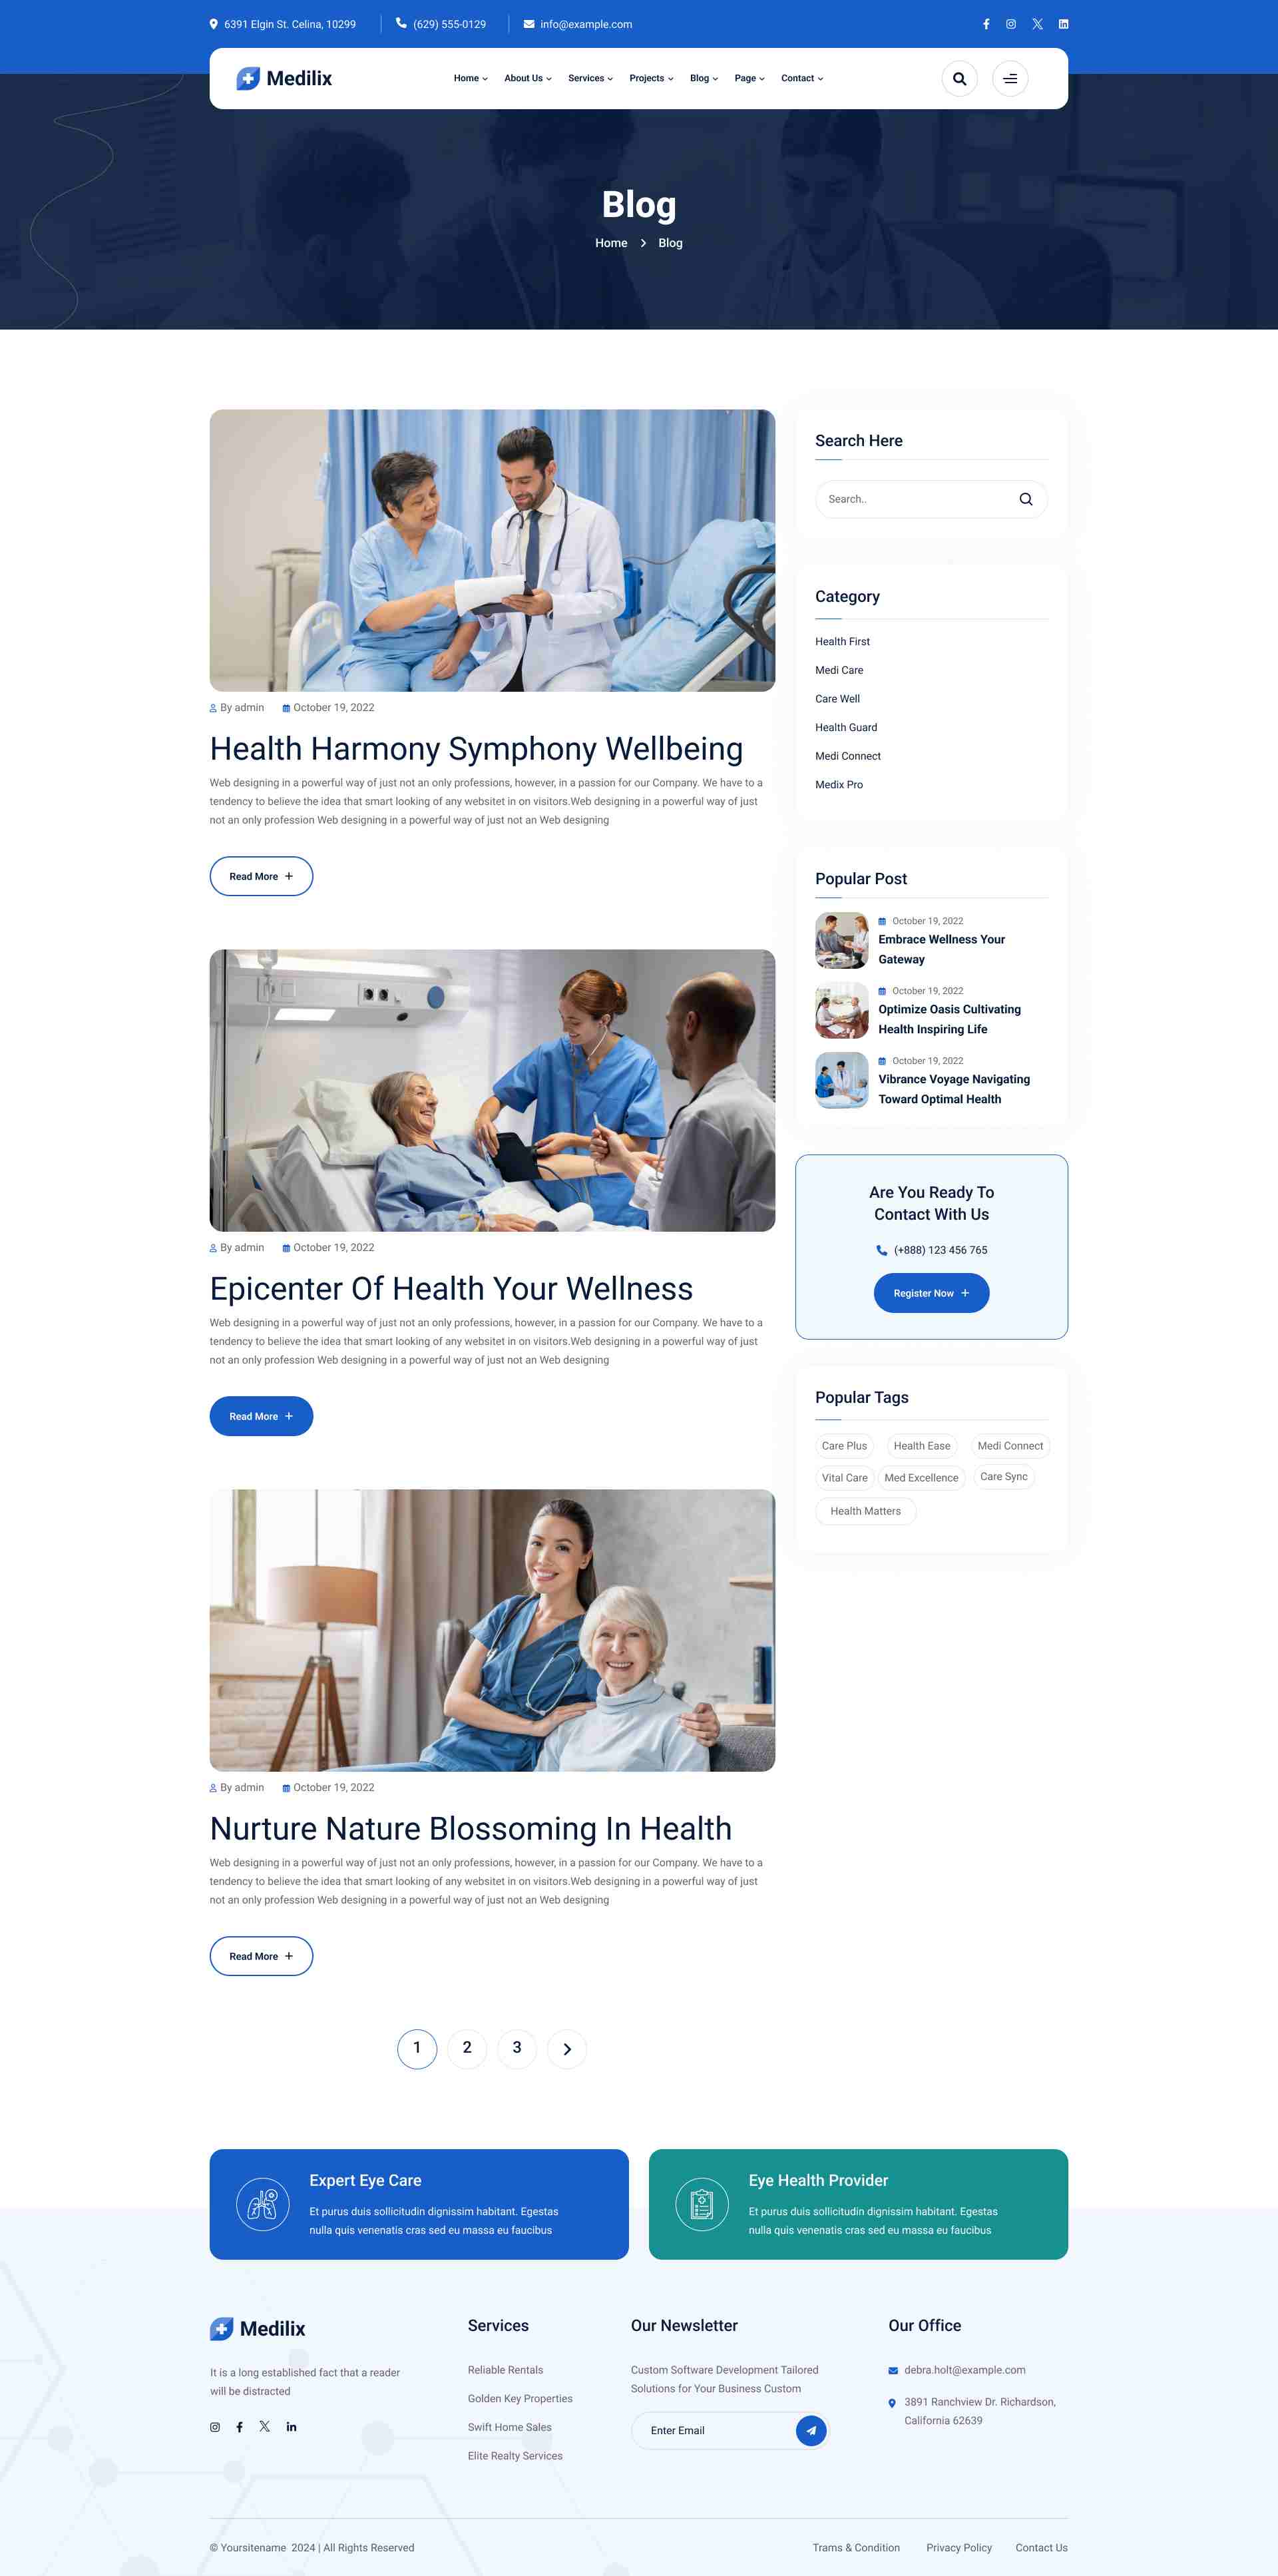 6391 Elgin St. Celina, 10299
(629) 555-0129
info@example.com
Medilix
Home
About Us
Services
Projects
Blog
Page
Contact
Blog
Home
Blog
By admin
October 19, 2022
Health Harmony Symphony Wellbeing
Web designing in a powerful way of just not an only professions, however, in a passion for our Company. We have to a
tendency to believe the idea that smart looking of any websitet in on visitors.Web designing in a powerful way of just
not an only profession Web designing in a powerful way of just not an Web designing
Read More
By admin
October 19, 2022
Epicenter Of Health Your Wellness
Web designing in a powerful way of just not an only professions, however, in a passion for our Company. We have to a
tendency to believe the idea that smart looking of any websitet in on visitors.Web designing in a powerful way of just
not an only profession Web designing in a powerful way of just not an Web designing
Read More
By admin
October 19, 2022
Nurture Nature Blossoming In Health
Web designing in a powerful way of just not an only professions, however, in a passion for our Company. We have to a
tendency to believe the idea that smart looking of any websitet in on visitors.Web designing in a powerful way of just
not an only profession Web designing in a powerful way of just not an Web designing
Read More
1
2
3
Search Here
Search..
Category
Health First
Medi Care
Care Well
Health Guard
Medi Connect
Medix Pro
Popular Post
October 19, 2022
Embrace Wellness Your
Gateway
October 19, 2022
Optimize Oasis Cultivating
Health Inspiring Life
October 19, 2022
Vibrance Voyage Navigating
Toward Optimal Health
Are You Ready To
Contact With Us
(+888) 123 456 765
Register Now
Popular Tags
Care Plus
Health Ease
Medi Connect
Vital Care
Med Excellence
Care Sync
Health Matters
Expert Eye Care
Et purus duis sollicitudin dignissim habitant. Egestas
nulla quis venenatis cras sed eu massa eu faucibus
Eye Health Provider
Et purus duis sollicitudin dignissim habitant. Egestas
nulla quis venenatis cras sed eu massa eu faucibus
Medilix
It is a long established fact that a reader
will be distracted
Services
Reliable Rentals
Golden Key Properties
Swift Home Sales
Elite Realty Services
Our Newsletter
Custom Software Development Tailored
Solutions for Your Business Custom
Enter Email
Our Office
debra.holt@example.com
3891 Ranchview Dr. Richardson,
California 62639
© Yoursitename  2024 | All Rights Reserved
Trams & Condition
Privacy Policy
Contact Us